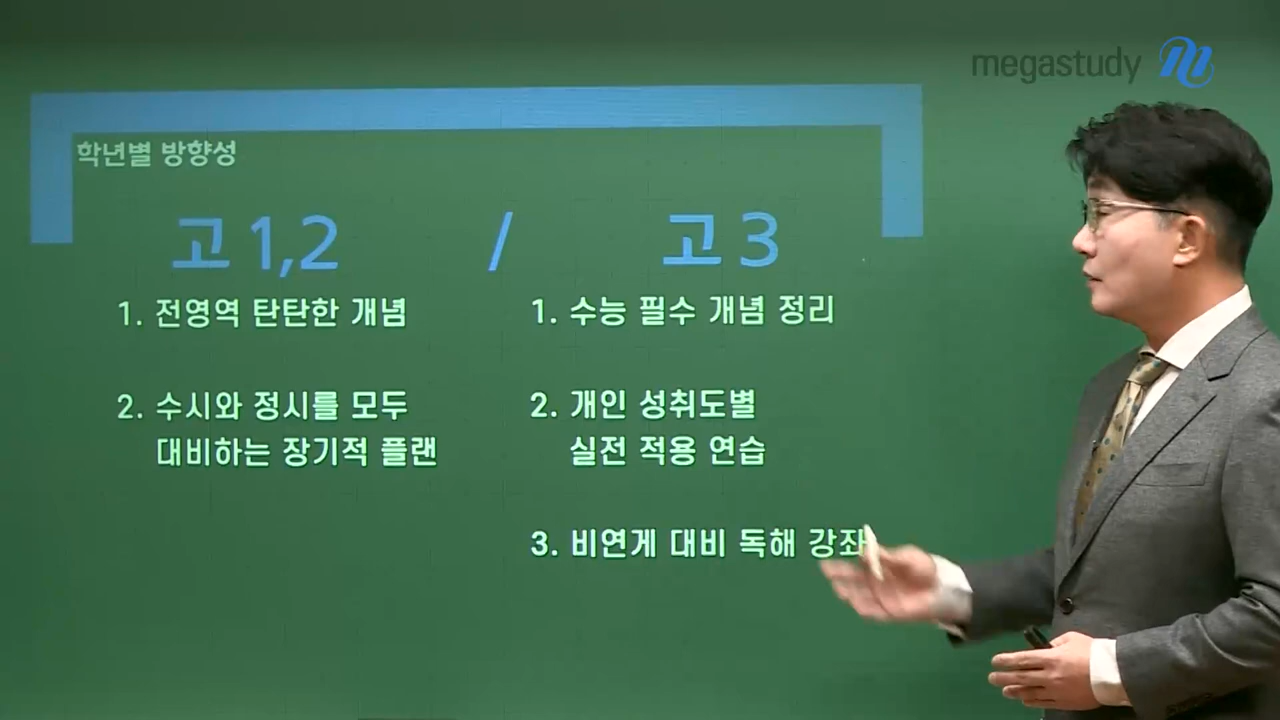 megastudy
학년별 방향성
고1,2 / 고3
1. 전영역 탄탄한 개념
2. 수시와 정시를 모두
대비하는 장기적 플랜
1. 수능 필수 개념 정리
2. 개인 성취도별
실전 적용 연습
3. 비연게 대비 독해 강좌